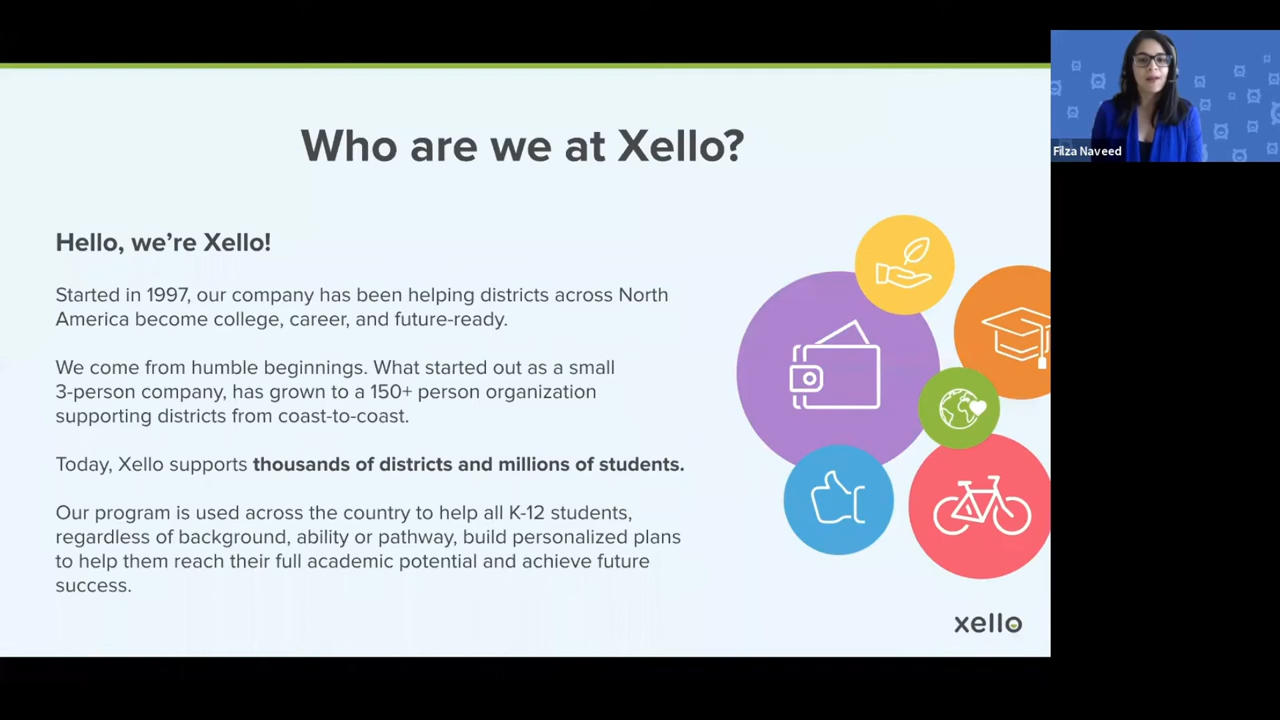 Who are we at Xello?
Hello, we’re Xello!
Started in 1997, our company has been helping districts across North
America become college, career, and future-ready.
We come from humble beginnings. What started out as a small
3-person company, has grown to a 150+ person organization
supporting districts from coast-to-coast.
Today, Xello supports thousands of districts and millions of students.
Our program is used across the country to help all K-12 students,
regardless of background, ability or pathway, build personalized plans
to help them reach their full academic potential and achieve future
success.
xello
Filza Naveed